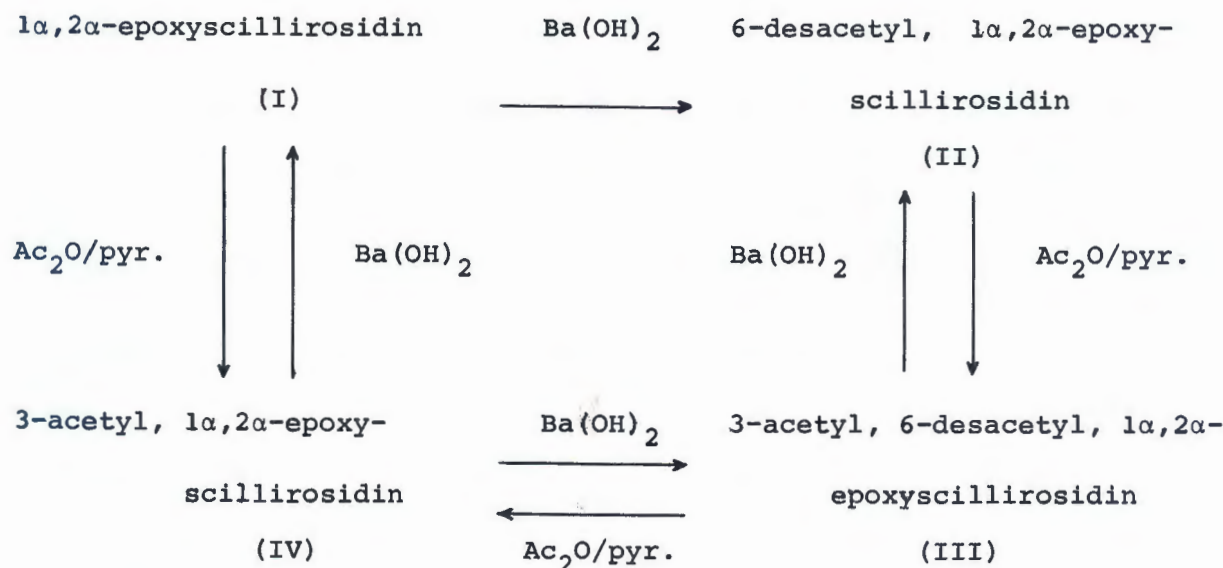 1α,2α-epoxyscillirosidin Ba(OH)₂ 6-desacetyl, 1α,2α-epoxy-
(I) scillirosidin
(II)
Ac₂O/pyr. Ba(OH)₂ Ba(OH)₂ Ac₂O/pyr.
3-acetyl, 1α,2α-epoxy- Ba(OH)₂ 3-acetyl, 6-desacetyl, 1α,2α-
scillirosidin epoxyscillirosidin
(IV) Ac₂O/pyr. (III)